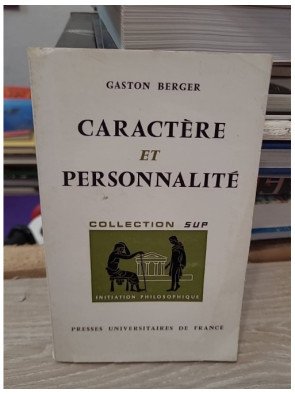 GASTON BERGER
CARACTÈRE
ET
PERSONNALITÉ
COLLECTION SUP
INITIATION PHILOSOPHIQUE
PRESSES UNIVERSITAIRES DE FRANCE